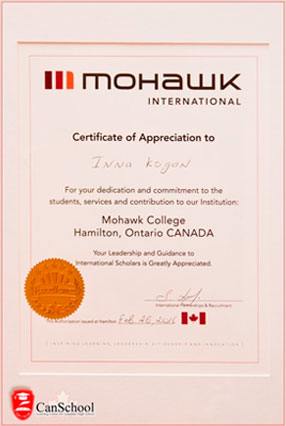 mohawk
INTERNATIONAL
Certificate of Appreciation to
Inna Kogan
For your dedication and commitment to the
students, services and contribution to our Institution:
Mohawk College
Hamilton, Ontario CANADA
Your Leadership and Guidance to
International Scholars is Greatly Appreciated.
International Partnerships & Recruitment
This Authorization issued at Hamilton Feb. 26, 2016
CanSchool